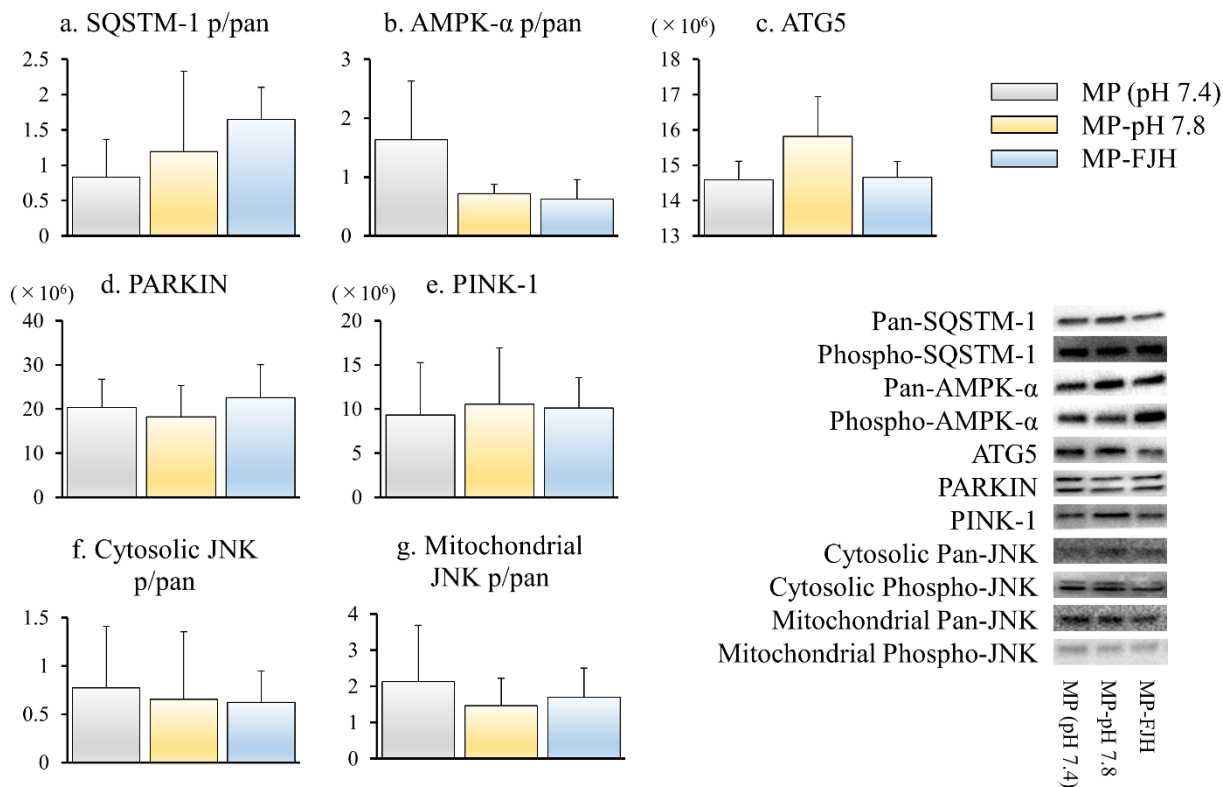 a. SQSTM-1 p/pan
2.5
2
1.5
1
0.5
0
b. AMPK-α p/pan
3
2
1
0
(×10⁶)
c. ATG5
18
17
16
15
14
13
MP (pH 7.4)
MP-pH 7.8
MP-FJH
(×10⁶)
d. PARKIN
40
30
20
10
0
(×10⁶)
e. PINK-1
20
15
10
5
0
f. Cytosolic JNK
p/pan
1.5
1
0.5
0
g. Mitochondrial
JNK p/pan
4
3
2
1
0
Pan-SQSTM-1
Phospho-SQSTM-1
Pan-AMPK-α
Phospho-AMPK-α
ATG5
PARKIN
PINK-1
Cytosolic Pan-JNK
Cytosolic Phospho-JNK
Mitochondrial Pan-JNK
Mitochondrial Phospho-JNK
MP (pH 7.4)
MP-pH 7.8
MP-FJH